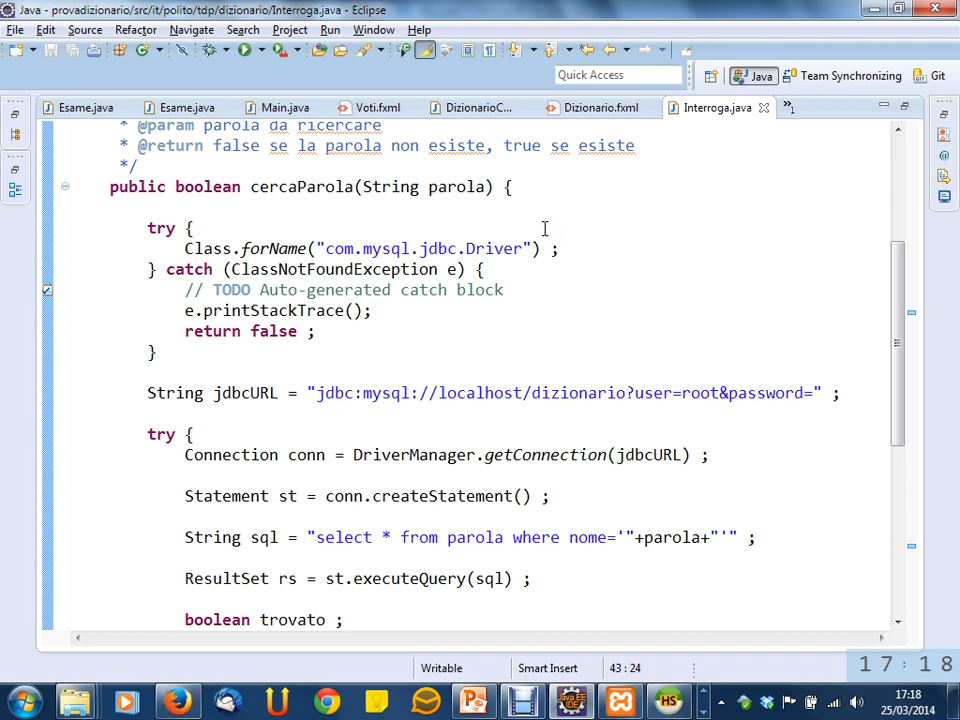 Java - provadizionario/src/it/polito/tdp/dizionario/Interroga.java - Eclipse
File Edit Source Refactor Navigate Search Project Run Window Help
Quick Access
Java Team Synchronizing Git
Esame.java Esame.java Main.java Voti.fxml DizionarioC... Dizionario.fxml Interroga.java »1
* @param parola da ricercare
* @return false se la parola non esiste, true se esiste
*/
public boolean cercaParola(String parola) {
try {
Class.forName("com.mysql.jdbc.Driver") ;
} catch (ClassNotFoundException e) {
// TODO Auto-generated catch block
e.printStackTrace();
return false ;
}
String jdbcURL = "jdbc:mysql://localhost/dizionario?user=root&password=" ;
try {
Connection conn = DriverManager.getConnection(jdbcURL) ;
Statement st = conn.createStatement() ;
String sql = "select * from parola where nome='"+parola+"'" ;
ResultSet rs = st.executeQuery(sql) ;
boolean trovato ;
Writable Smart Insert 43 : 24
17:18
17:18
25/03/2014